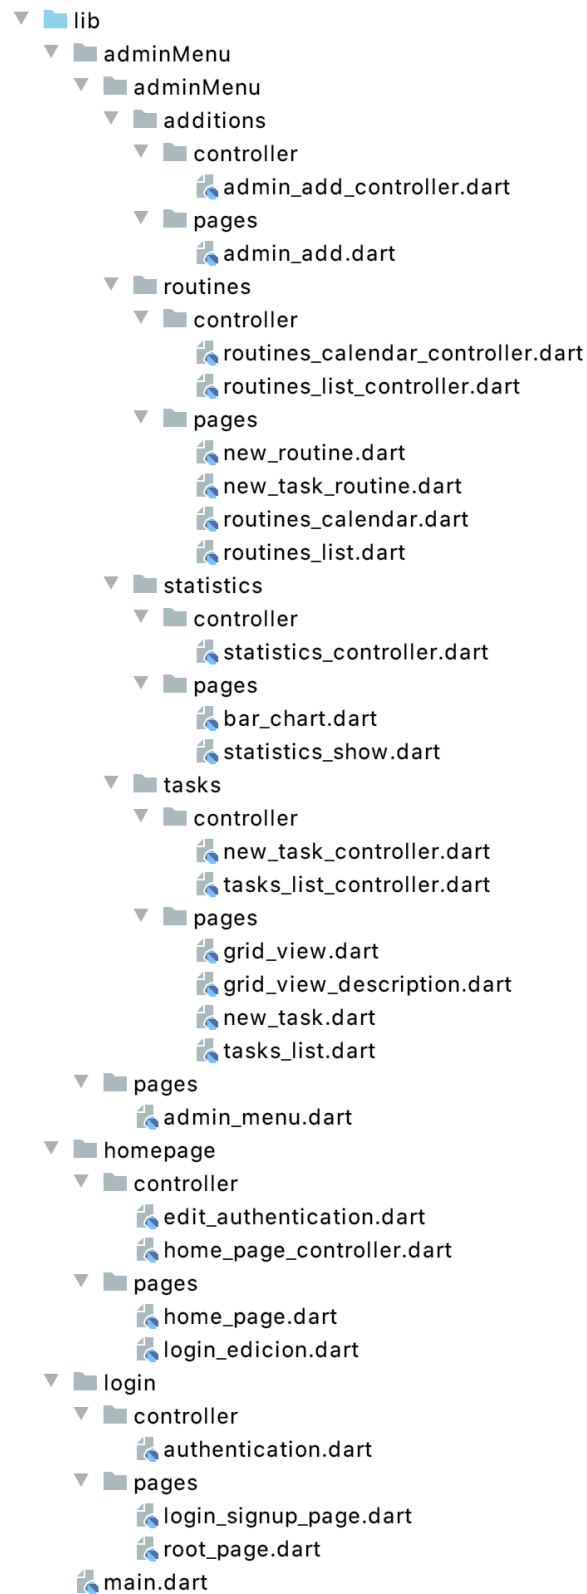 lib
adminMenu
adminMenu
additions
controller
admin_add_controller.dart
pages
admin_add.dart
routines
controller
routines_calendar_controller.dart
routines_list_controller.dart
pages
new_routine.dart
new_task_routine.dart
routines_calendar.dart
routines_list.dart
statistics
controller
statistics_controller.dart
pages
bar_chart.dart
statistics_show.dart
tasks
controller
new_task_controller.dart
tasks_list_controller.dart
pages
grid_view.dart
grid_view_description.dart
new_task.dart
tasks_list.dart
pages
admin_menu.dart
homepage
controller
edit_authentication.dart
home_page_controller.dart
pages
home_page.dart
login_edicion.dart
login
controller
authentication.dart
pages
login_signup_page.dart
root_page.dart
main.dart